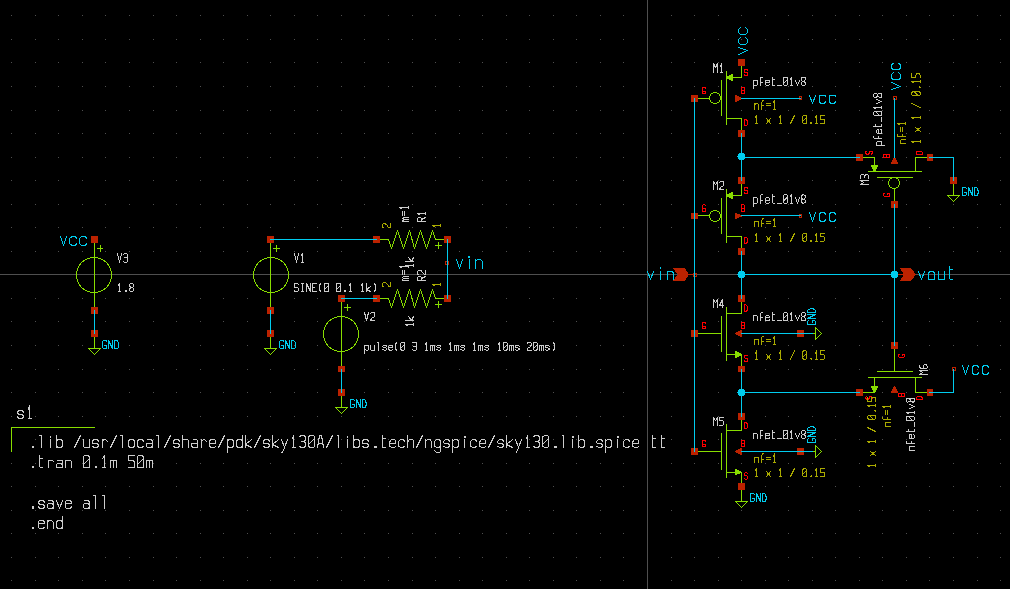 VCC
V3
1.8
GND
V1
SINE(0 0.1 1k)
GND
2
m=1
R1
1
1k
2
m=1
R2
1
1k
vin
V2
pulse(0 3 1ms 1ms 1ms 10ms 20ms)
GND
s1
.lib /usr/local/share/pdk/sky130A/libs.tech/ngspice/sky130.lib.spice tt
.tran 0.1m 50m
.save all
.end
VCC
M1
S
pfet_01v8
G
B
VCC
nf=1
D
1 x 1 / 0.15
M2
S
pfet_01v8
G
B
VCC
nf=1
D
1 x 1 / 0.15
VCC
pfet_01v8
nf=1
1 x 1 / 0.15
S
B
D
M3
G
GND
vin
vout
M4
D
nfet_01v8
GND
G
B
nf=1
S
1 x 1 / 0.15
M5
D
nfet_01v8
GND
G
B
nf=1
S
1 x 1 / 0.15
GND
G
M6
VCC
S
B
D
1 x 1 / 0.15
nf=1
nfet_01v8